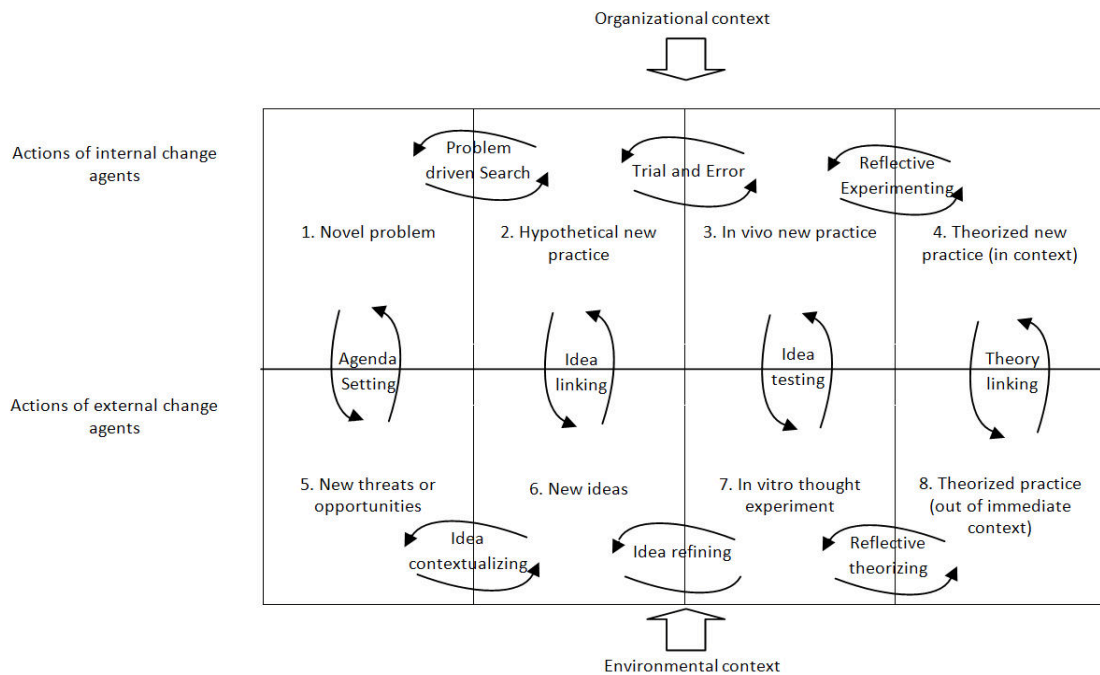 Organizational context
Actions of internal change
agents
Problem
driven Search
Trial and Error
Reflective
Experimenting
1. Novel problem
2. Hypothetical new
practice
3. In vivo new practice
4. Theorized new
practice (in context)
Agenda
Setting
Idea
linking
Idea
testing
Theory
linking
Actions of external change
agents
5. New threats or
opportunities
6. New ideas
7. In vitro thought
experiment
8. Theorized practice
(out of immediate
context)
Idea
contextualizing
Idea refining
Reflective
theorizing
Environmental context